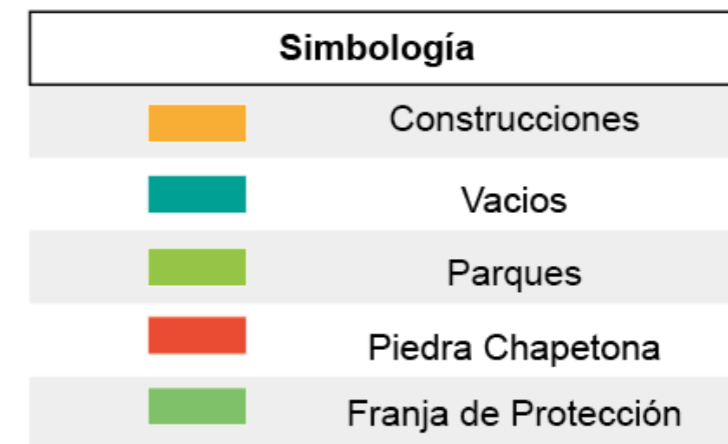 Simbología
Construcciones
Vacios
Parques
Piedra Chapetona
Franja de Protección